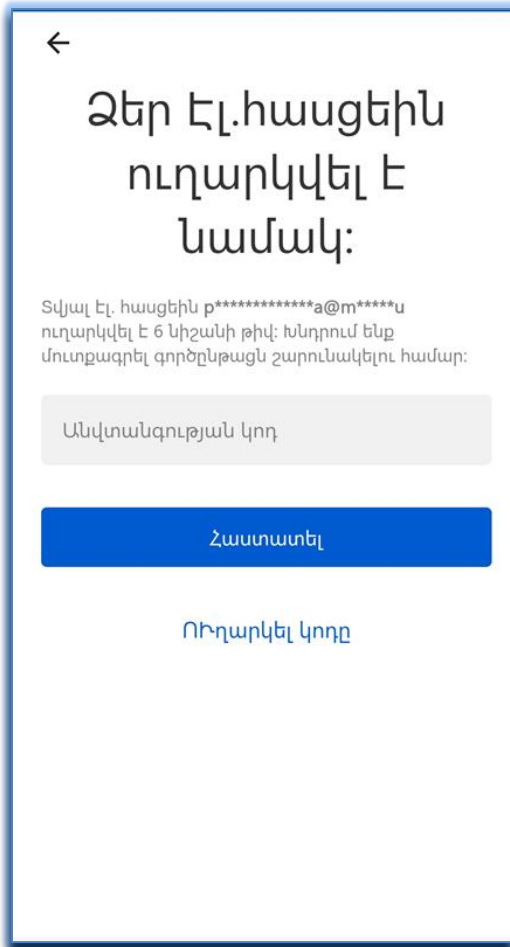 Ձեր Էլ.հասցեին
ուղարկվել է
նամակ:
Տվյալ Էլ. հասցեին p*************a@m*****u
ուղարկվել է 6 նիշանի թիվ: Խնդրում ենք
մուտքագրել գործընթացն շարունակելու համար:
Անվտանգության կոդ
Հաստատել
ՈՒղարկել կոդը